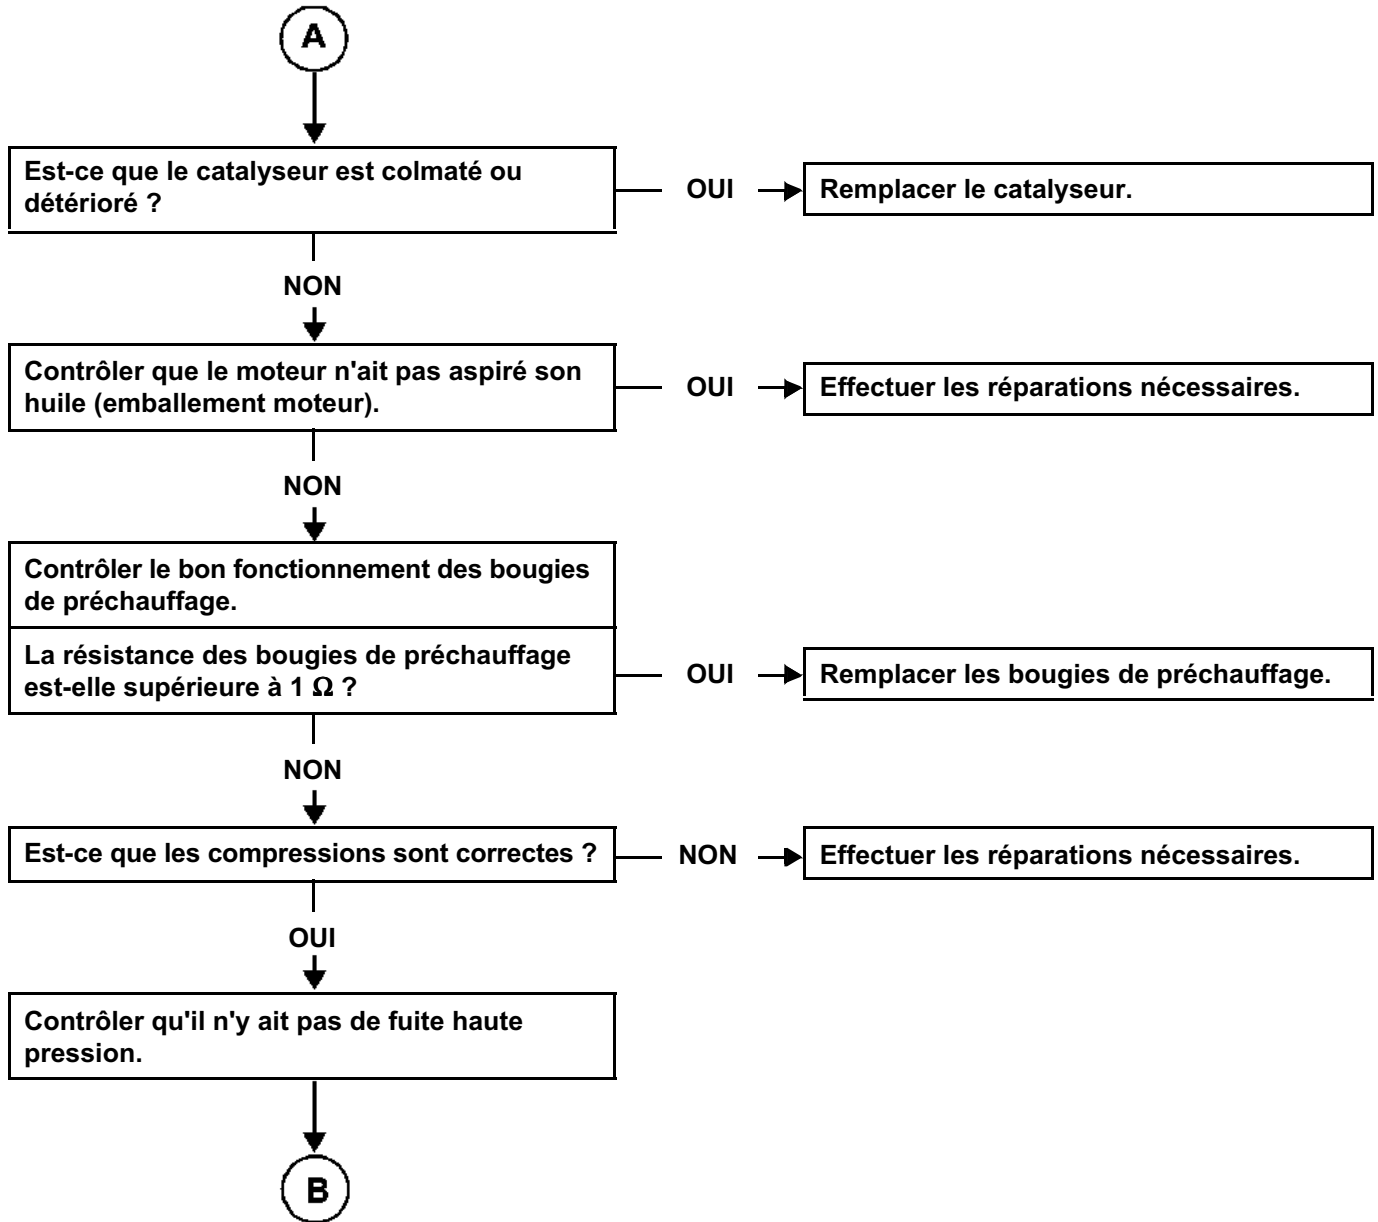 A
Est-ce que le catalyseur est colmaté ou
détérioré ?
OUI
Remplacer le catalyseur.
NON
Contrôler que le moteur n'ait pas aspiré son
huile (emballement moteur).
OUI
Effectuer les réparations nécessaires.
NON
Contrôler le bon fonctionnement des bougies
de préchauffage.
La résistance des bougies de préchauffage
est-elle supérieure à 1 Ω ?
OUI
Remplacer les bougies de préchauffage.
NON
Est-ce que les compressions sont correctes ?
NON
Effectuer les réparations nécessaires.
OUI
Contrôler qu'il n'y ait pas de fuite haute
pression.
B